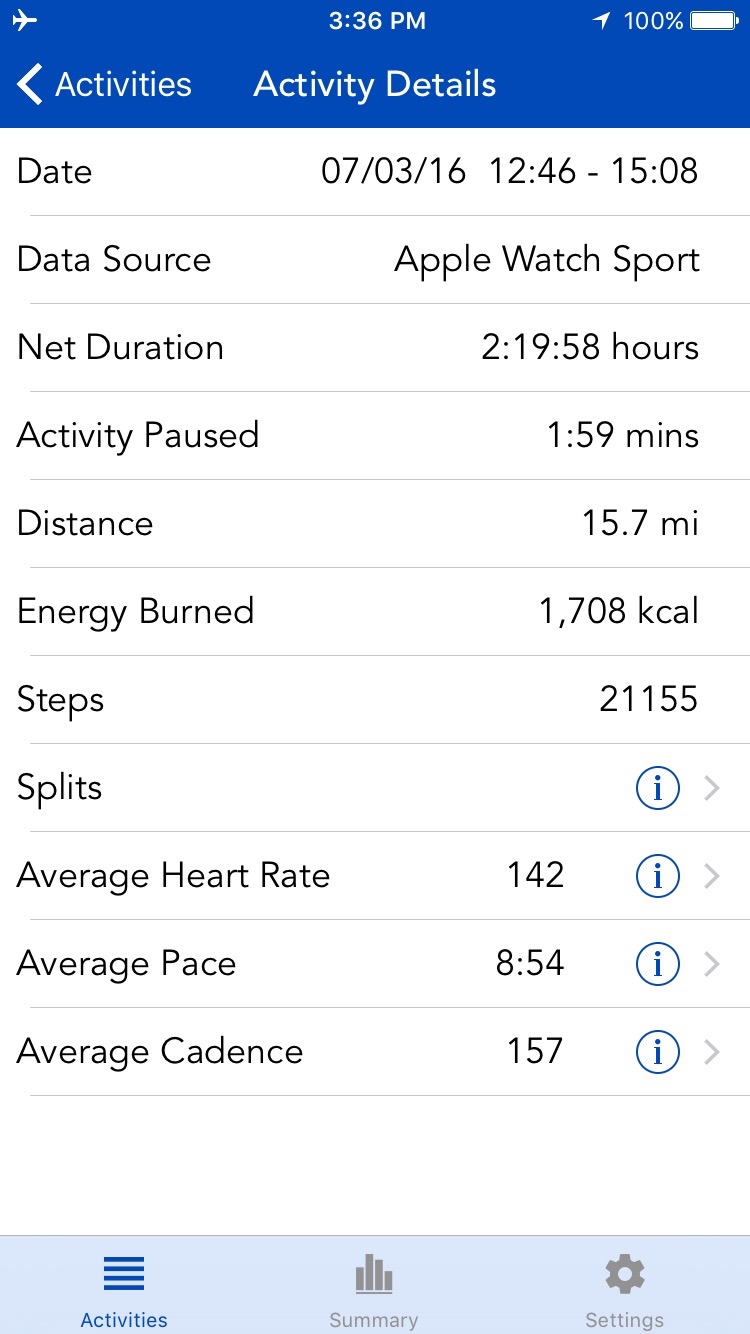 3:36 PM 100%
Activities Activity Details
Date 07/03/16 12:46 - 15:08
Data Source Apple Watch Sport
Net Duration 2:19:58 hours
Activity Paused 1:59 mins
Distance 15.7 mi
Energy Burned 1,708 kcal
Steps 21155
Splits i
Average Heart Rate 142 i
Average Pace 8:54 i
Average Cadence 157 i
Activities Summary Settings